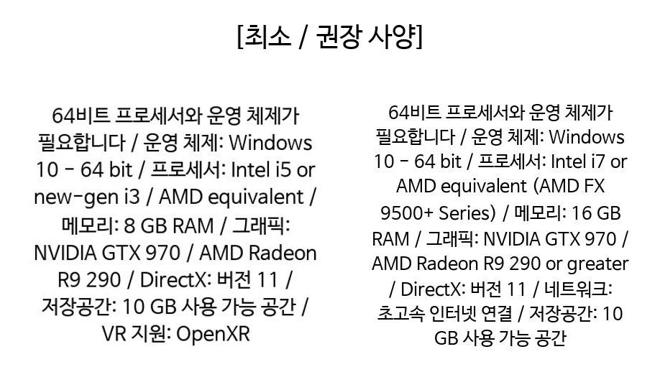 [최소 / 권장 사양]
64비트 프로세서와 운영 체제가
필요합니다 / 운영 체제: Windows
10 - 64 bit / 프로세서: Intel i5 or
new-gen i3 / AMD equivalent /
메모리: 8 GB RAM / 그래픽:
NVIDIA GTX 970 / AMD Radeon
R9 290 / DirectX: 버전 11 /
저장공간: 10 GB 사용 가능 공간 /
VR 지원: OpenXR
64비트 프로세서와 운영 체제가
필요합니다 / 운영 체제: Windows
10 - 64 bit / 프로세서: Intel i7 or
AMD equivalent (AMD FX
9500+ Series) / 메모리: 16 GB
RAM / 그래픽: NVIDIA GTX 970 /
AMD Radeon R9 290 or greater
/ DirectX: 버전 11 / 네트워크:
초고속 인터넷 연결 / 저장공간: 10
GB 사용 가능 공간